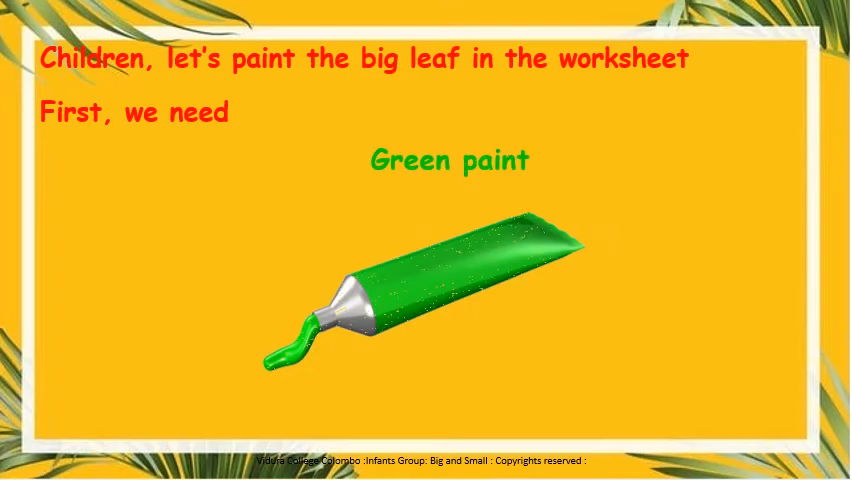 Children, let's paint the big leaf in the worksheet
First, we need
Green paint
Vidura College Colombo :Infants Group: Big and Small : Copyrights reserved :